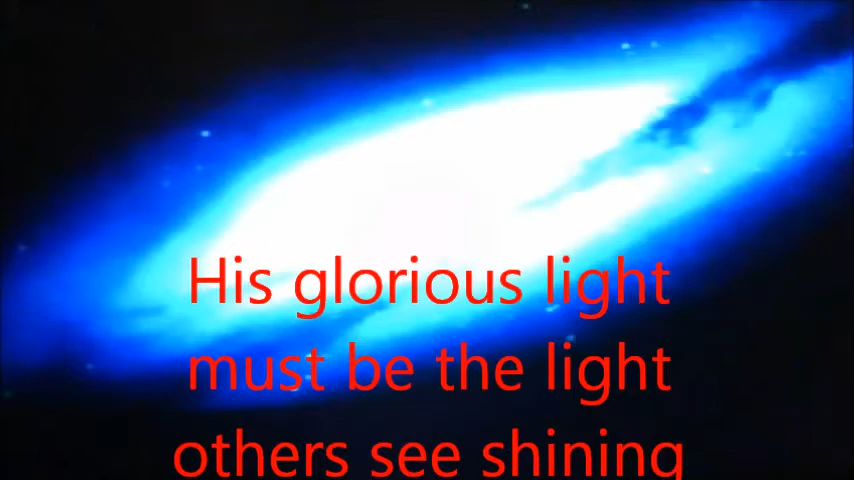 His glorious light
must be the light
others see shining